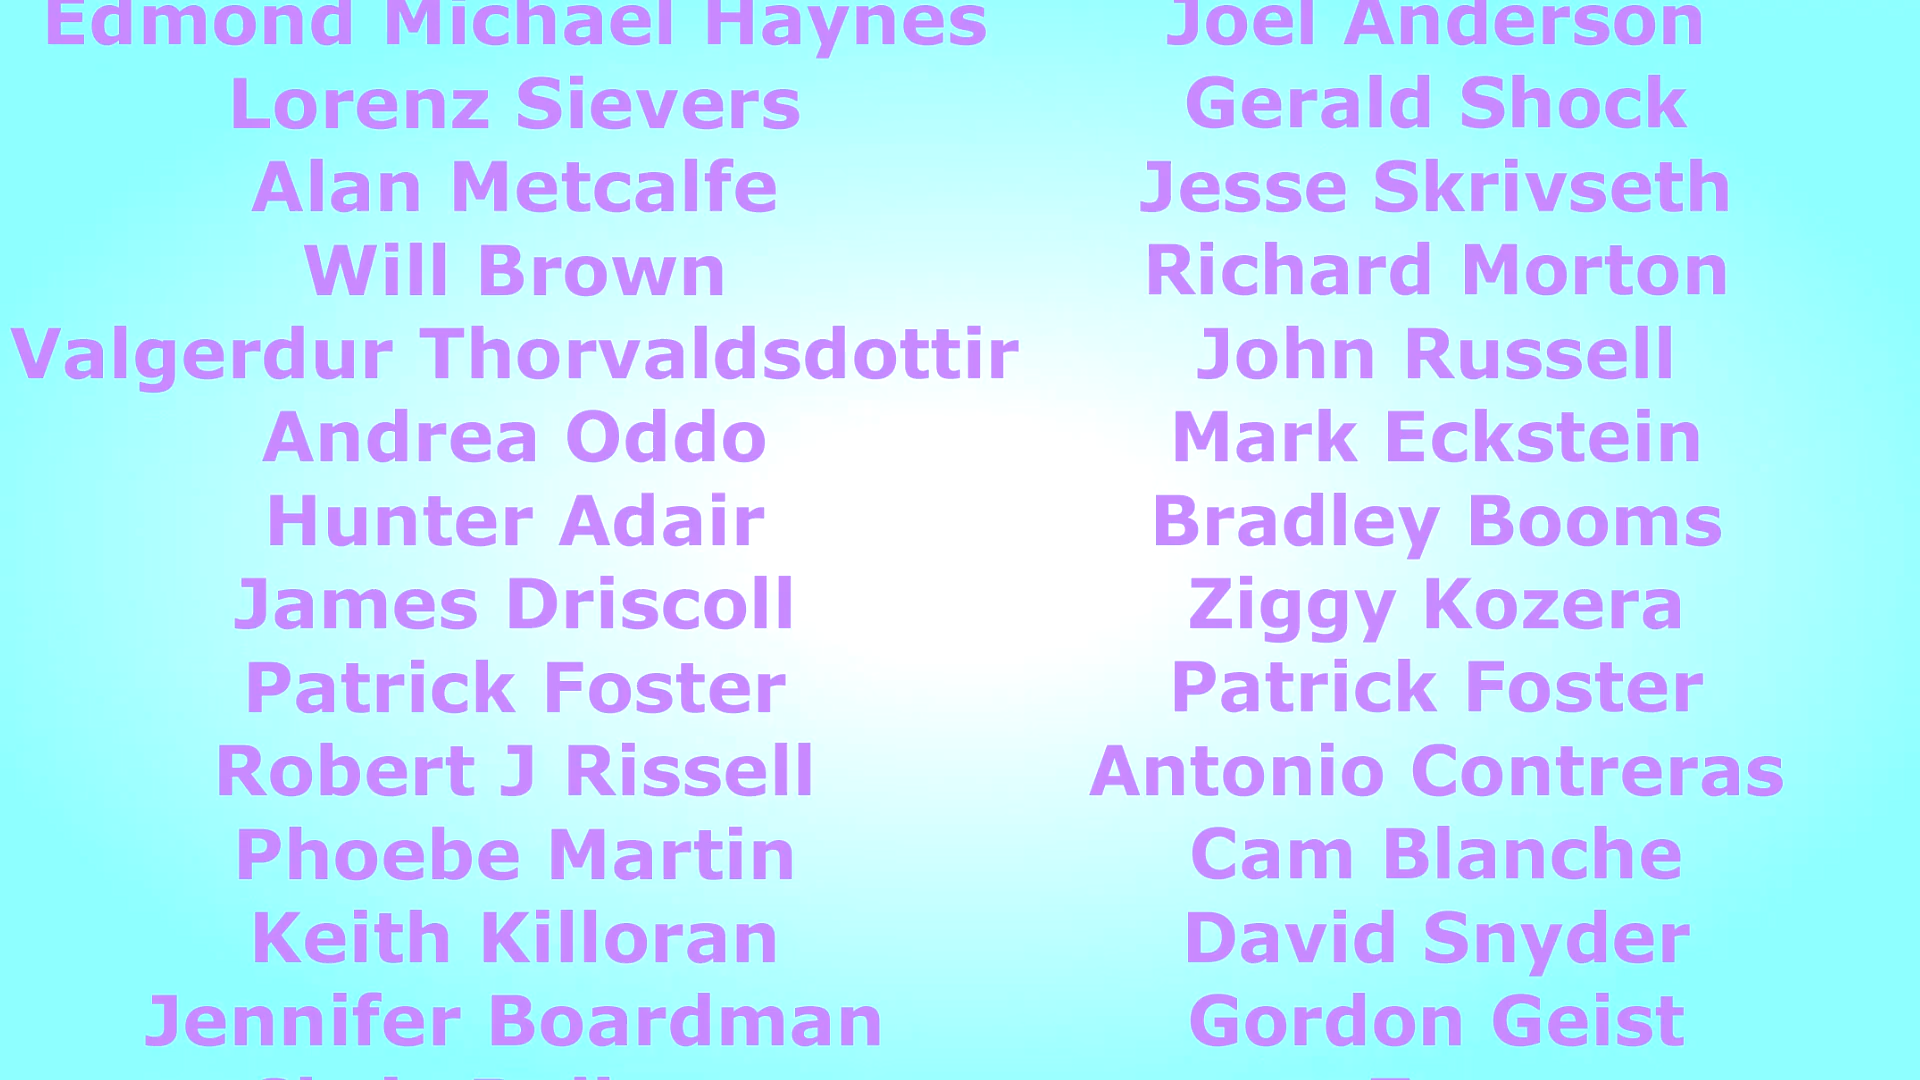 Edmond Michael Haynes
Joel Anderson
Lorenz Sievers
Gerald Shock
Alan Metcalfe
Jesse Skrivseth
Will Brown
Richard Morton
Valgerdur Thorvaldsdottir
John Russell
Andrea Oddo
Mark Eckstein
Hunter Adair
Bradley Booms
James Driscoll
Ziggy Kozera
Patrick Foster
Patrick Foster
Robert J Rissell
Antonio Contreras
Phoebe Martin
Cam Blanche
Keith Killoran
David Snyder
Jennifer Boardman
Gordon Geist